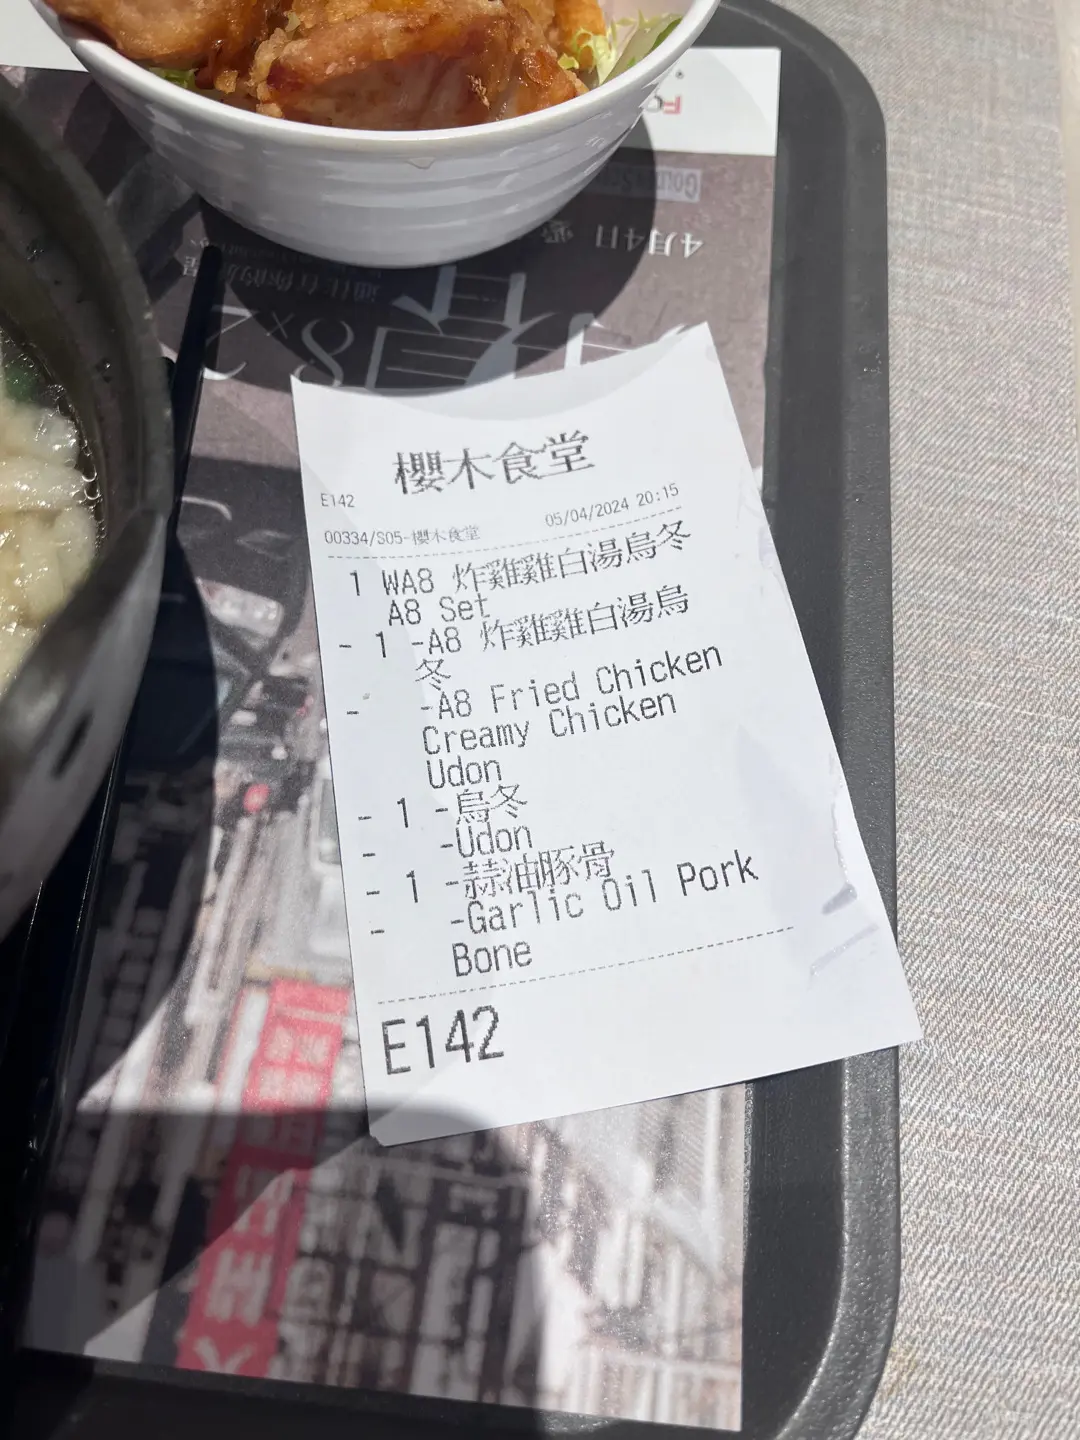 櫻木食堂
E142
00334/S05-櫻木食堂 05/04/2024 20:15
1 WA8 炸雞雞白湯烏冬
A8 Set
- 1 -A8 炸雞雞白湯烏
冬
- -A8 Fried Chicken
Creamy Chicken
Udon
- 1 -烏冬
- -Udon
- 1 -蒜油豚骨
- -Garlic Oil Pork
Bone
E142
4月4日